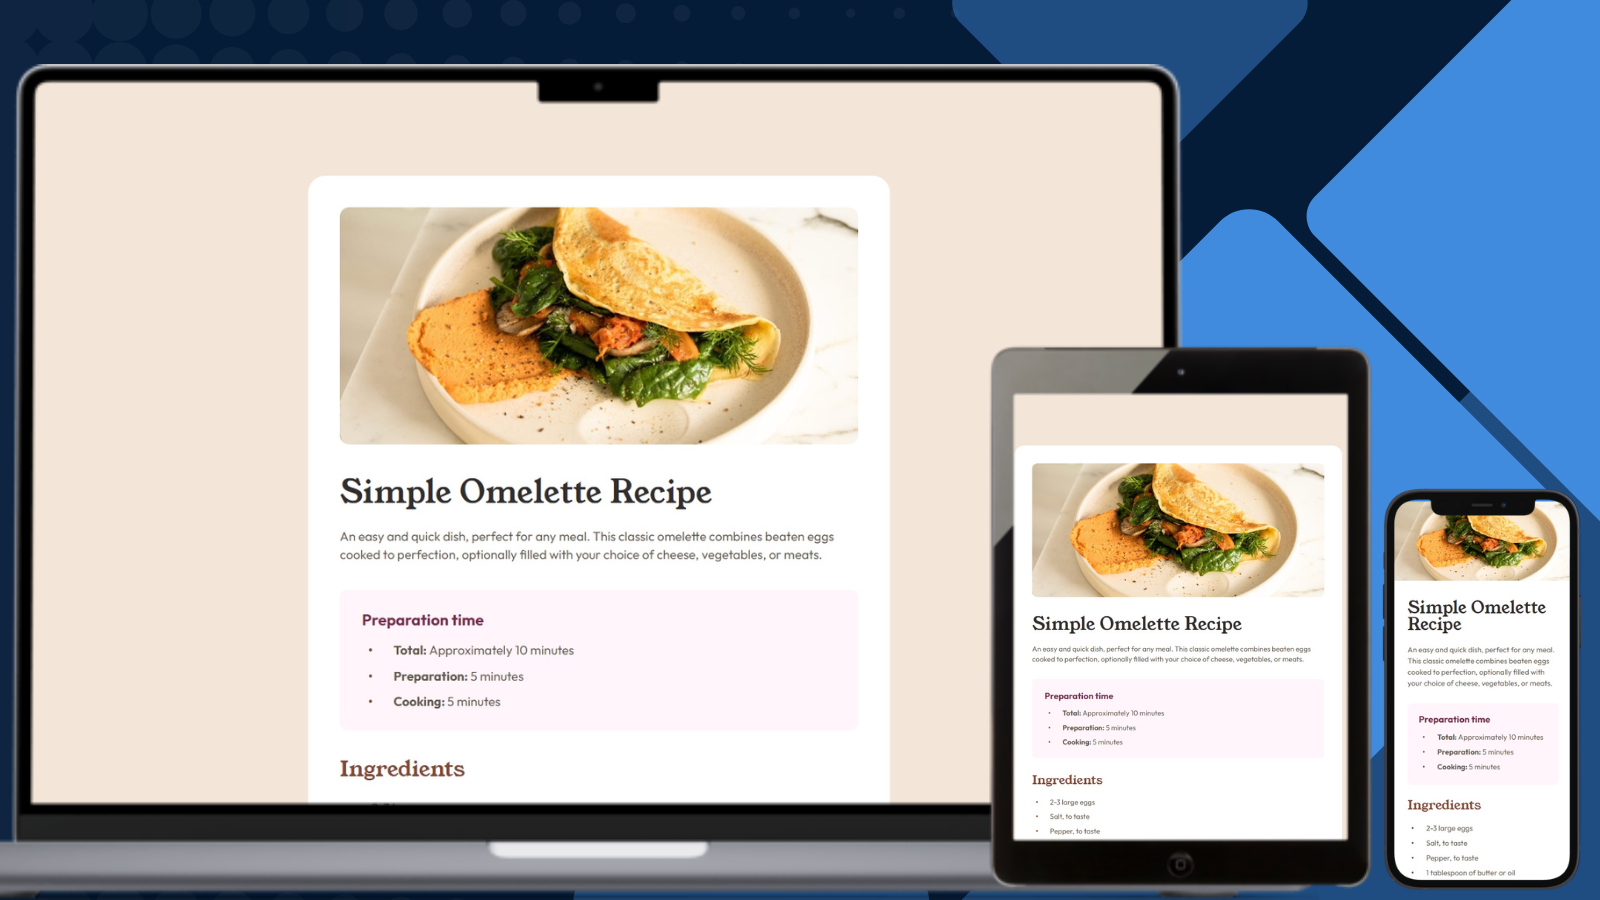 Simple Omelette Recipe
An easy and quick dish, perfect for any meal. This classic omelette combines beaten eggs
cooked to perfection, optionally filled with your choice of cheese, vegetables, or meats.
Preparation time
• Total: Approximately 10 minutes
• Preparation: 5 minutes
• Cooking: 5 minutes
Ingredients
Simple Omelette Recipe
An easy and quick dish, perfect for any meal. This classic omelette combines beaten eggs
cooked to perfection, optionally filled with your choice of cheese, vegetables, or meats.
Preparation time
• Total: Approximately 10 minutes
• Preparation: 5 minutes
• Cooking: 5 minutes
Ingredients
• 2-3 large eggs
• Salt, to taste
• Pepper, to taste
Simple Omelette
Recipe
An easy and quick dish, perfect for any meal.
This classic omelette combines beaten eggs
cooked to perfection, optionally filled with
your choice of cheese, vegetables, or meats.
Preparation time
• Total: Approximately 10 minutes
• Preparation: 5 minutes
• Cooking: 5 minutes
Ingredients
• 2-3 large eggs
• Salt, to taste
• Pepper, to taste
• 1 tablespoon of butter or oil